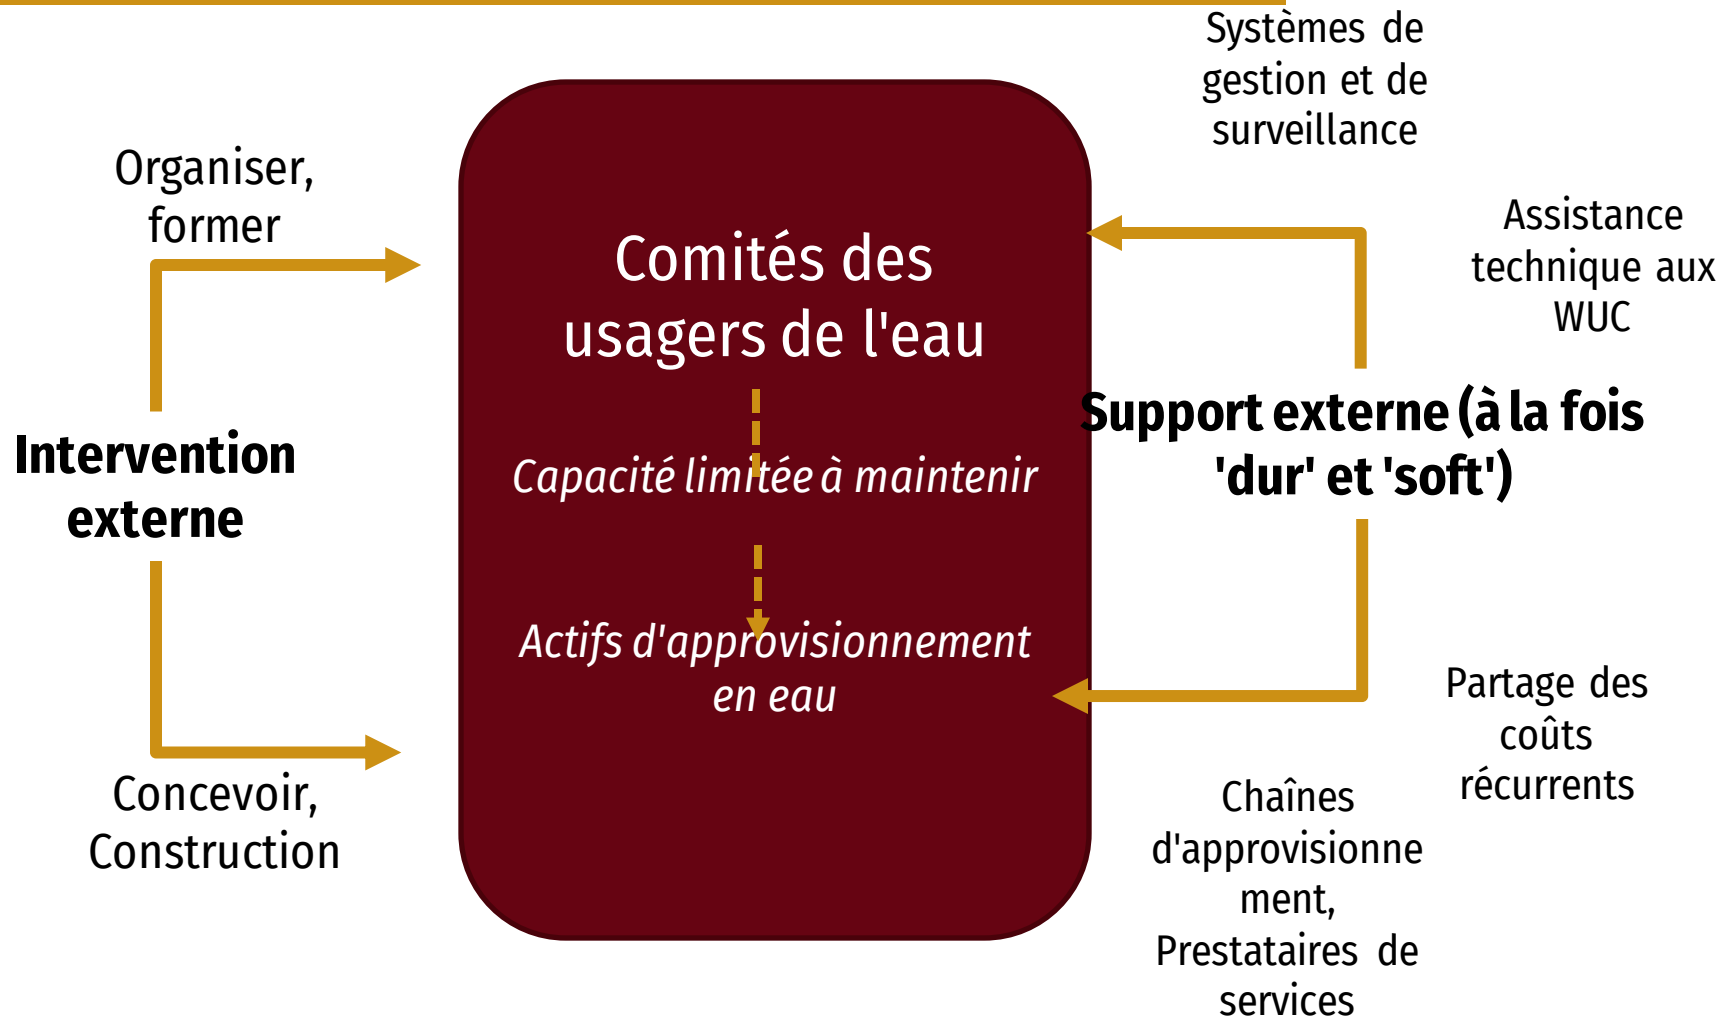 Systèmes de
gestion et de
surveillance
Organiser,
former
Assistance
technique aux
WUC
Comités des
usagers de l'eau
Intervention
externe
Capacité limitée à maintenir
Support externe (à la fois
'dur' et 'soft')
Actifs d'approvisionnement
en eau
Concevoir,
Construction
Partage des
coûts
récurrents
Chaînes
d'approvisionne
ment,
Prestataires de
services